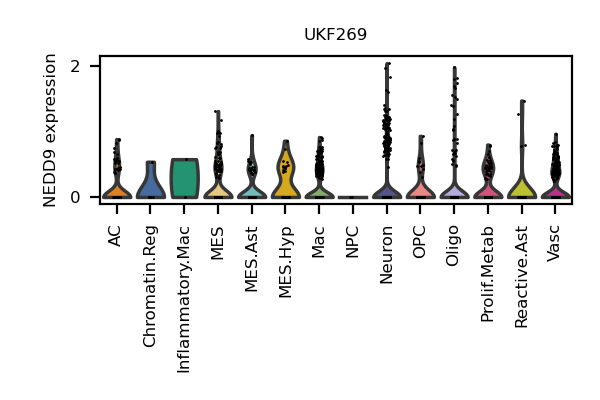 UKF269
NEDD9 expression
2
0
AC
Chromatin.Reg
Inflammatory.Mac
MES
MES.Ast
MES.Hyp
Mac
NPC
Neuron
OPC
Oligo
Prolif.Metab
Reactive.Ast
Vasc